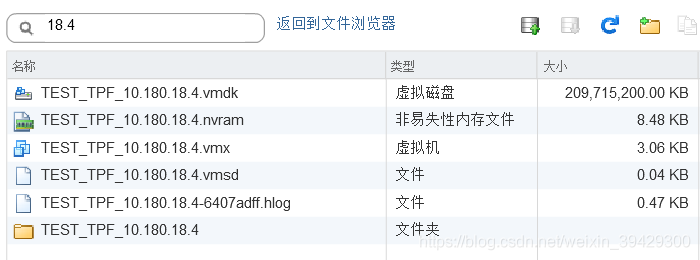 18.4 返回到文件浏览器
名称 类型 大小
TEST_TPF_10.180.18.4.vmdk 虚拟磁盘 209,715,200.00 KB
TEST_TPF_10.180.18.4.nvram 非易失性内存文件 8.48 KB
TEST_TPF_10.180.18.4.vmx 虚拟机 3.06 KB
TEST_TPF_10.180.18.4.vmsd 文件 0.04 KB
TEST_TPF_10.180.18.4-6407adff.hlog 文件 0.47 KB
TEST_TPF_10.180.18.4 文件夹
https://blog.csdn.net/weixin_39429300